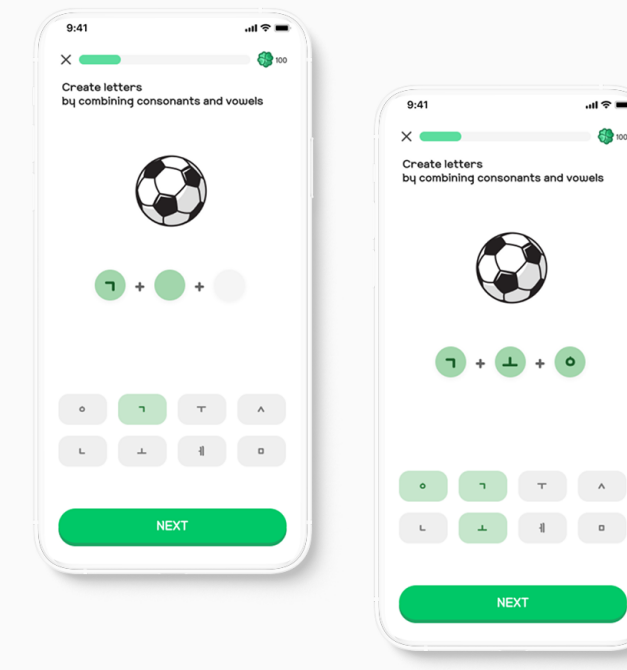 9:41
100
Create letters
by combining consonants and vowels
ㄱ + +
ㅇ ㄱ ㅜ ㅅ
ㄴ ㅗ ㅔ ㅁ
NEXT
9:41
100
Create letters
by combining consonants and vowels
ㄱ + ㅗ + ㅇ
ㅇ ㄱ ㅜ ㅅ
ㄴ ㅗ ㅔ ㅁ
NEXT